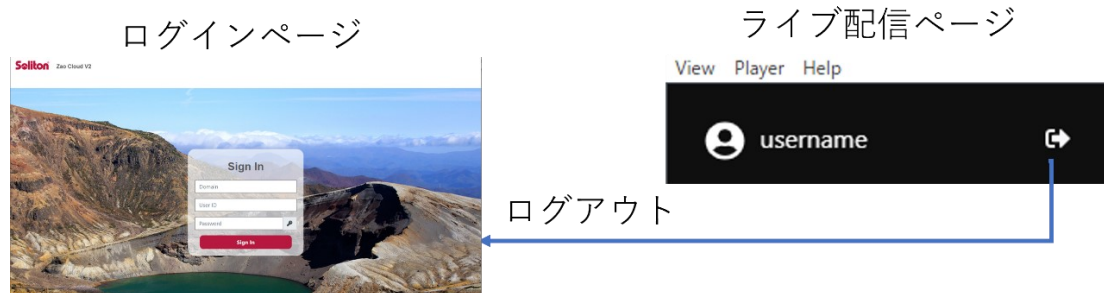 ログインページ
Soliton Zao Cloud V2
Sign In
Domain
User ID
Password
Sign In
ライブ配信ページ
View Player Help
username
ログアウト